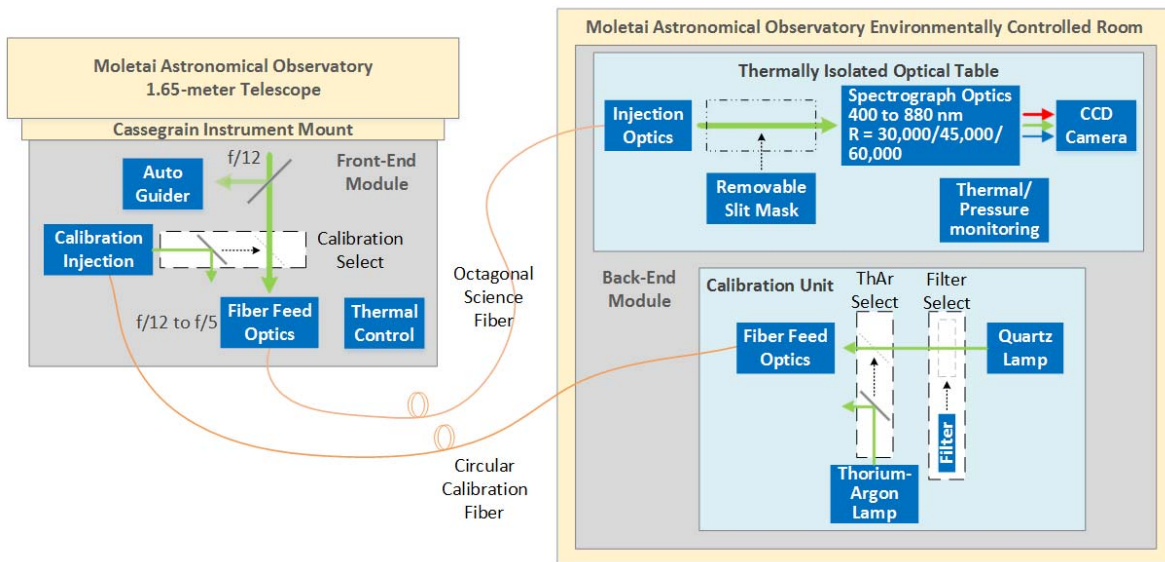 Moletai Astronomical Observatory
1.65-meter Telescope
Cassegrain Instrument Mount
f/12
Front-End
Module
Auto
Guider
Calibration
Injection
Calibration
Select
f/12 to f/5
Fiber Feed
Optics
Thermal
Control
Octagonal
Science
Fiber
Circular
Calibration
Fiber
Moletai Astronomical Observatory Environmentally Controlled Room
Thermally Isolated Optical Table
Injection
Optics
Removable
Slit Mask
Spectrograph Optics
400 to 880 nm
R = 30,000/45,000/
60,000
CCD
Camera
Thermal/
Pressure
monitoring
Back-End
Module
Calibration Unit
ThAr
Select
Filter
Select
Fiber Feed
Optics
Quartz
Lamp
Filter
Thorium-
Argon
Lamp